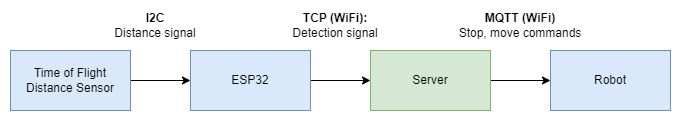 I2C
Distance signal
TCP (WiFi):
Detection signal
MQTT (WiFi)
Stop, move commands
Time of Flight
Distance Sensor
ESP32
Server
Robot